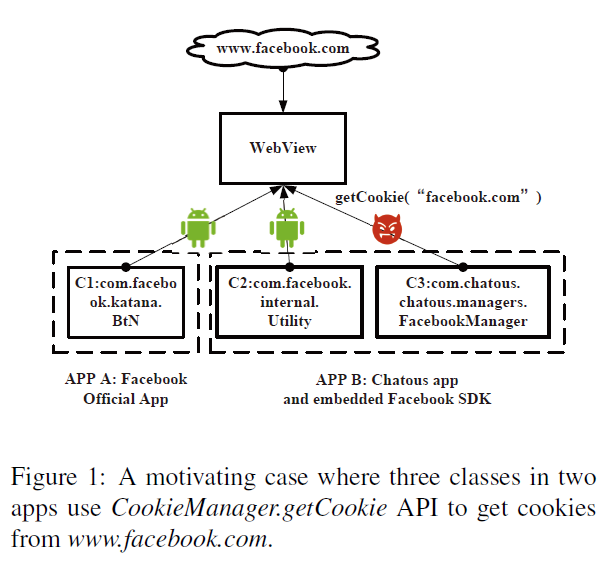 www.facebook.com
WebView
getCookie(“facebook.com”)
C1:com.facebo
ok.katana.
BtN
C2:com.facebook.
internal.
Utility
C3:com.chatous.
chatous.managers.
FacebookManager
APP A: Facebook
Official App
APP B: Chatous app
and embedded Facebook SDK
Figure 1: A motivating case where three classes in two
apps use CookieManager.getCookie API to get cookies
from www.facebook.com.